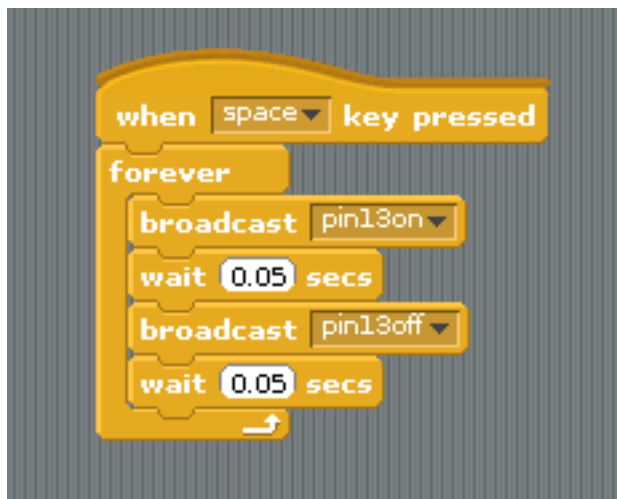 when space key pressed
forever
broadcast pin13on
wait 0.05 secs
broadcast pin13off
wait 0.05 secs